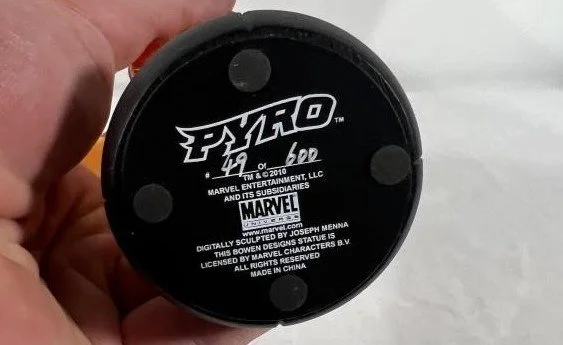 PYRO™
# 49 OF 600
TM & © 2010
MARVEL ENTERTAINMENT, LLC
AND ITS SUBSIDIARIES
MARVEL
UNIVERSE
www.marvel.com
DIGITALLY SCULPTED BY JOSEPH MENNA
THIS BOWEN DESIGNS STATUE IS
LICENSED BY MARVEL CHARACTERS B.V.
ALL RIGHTS RESERVED
MADE IN CHINA